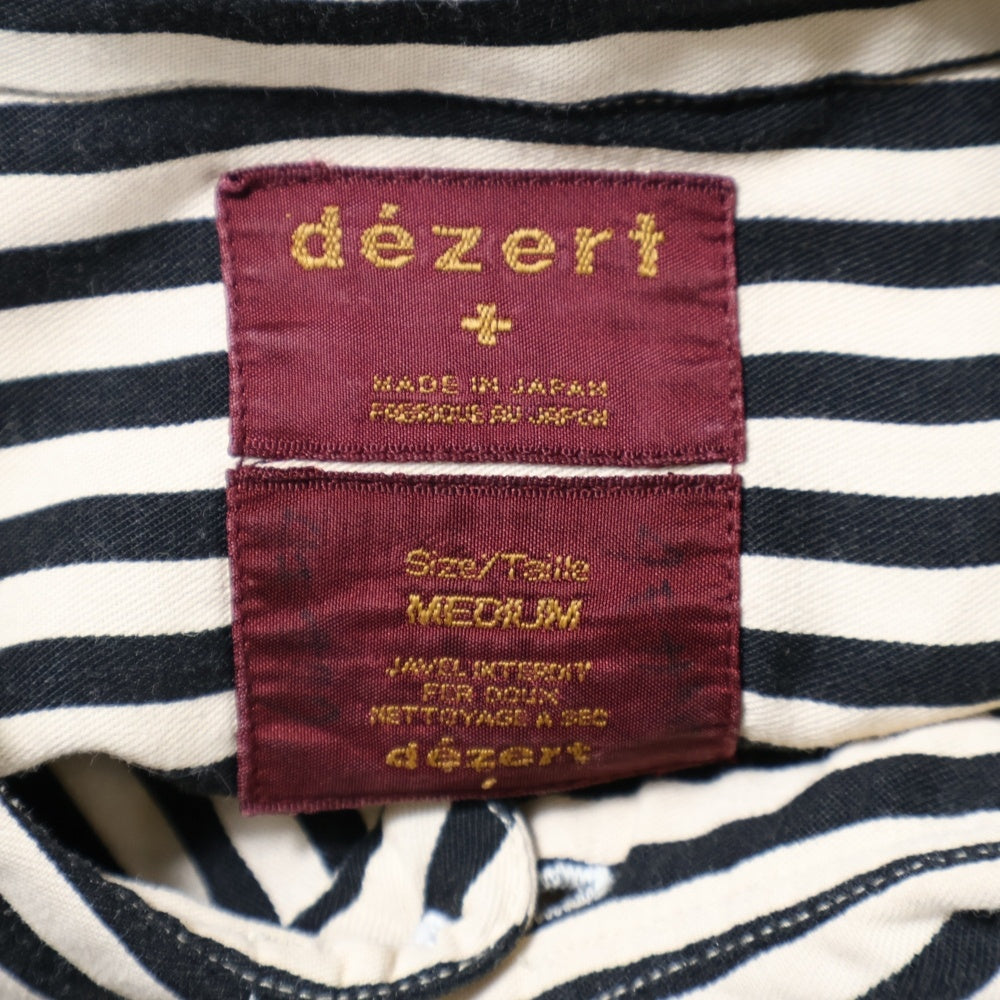 dézert
+
MADE IN JAPAN
FABRIQUE AU JAPON
Size/Taille
MEDIUM
JAVEL INTERDIT
FER DOUX
NETTOYAGE A SEC
dézert